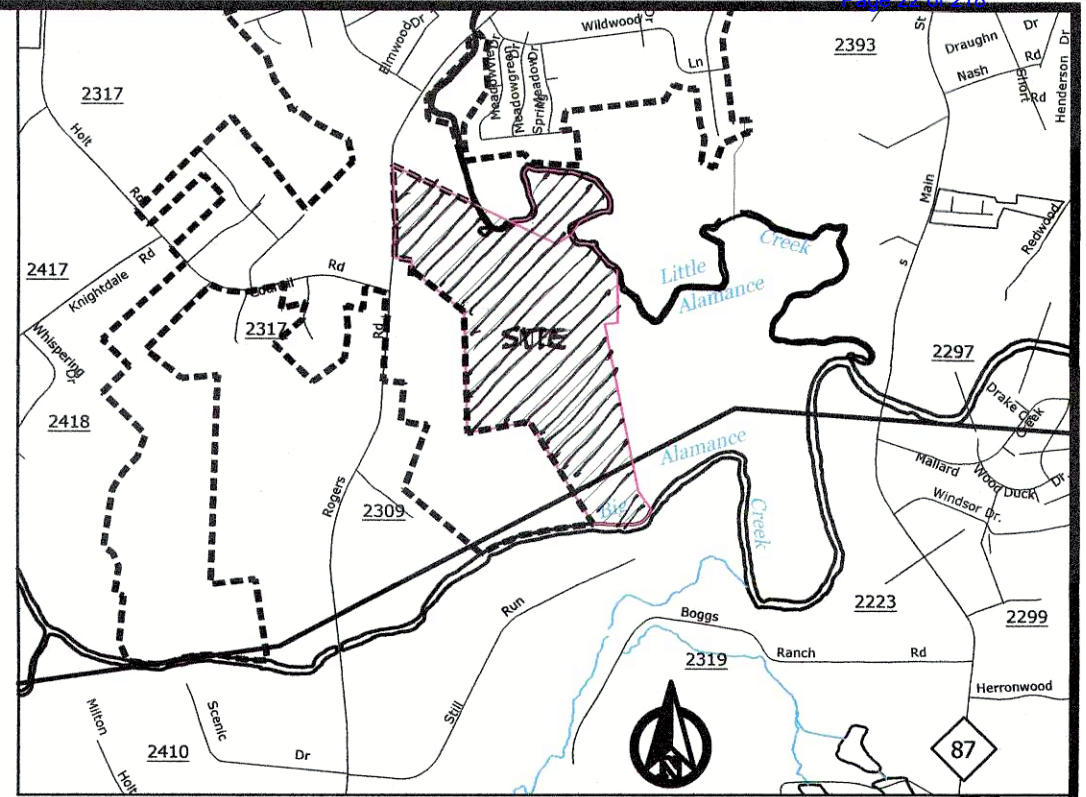 Page 22 of 218
Elmwood Dr
Wildwood
Dr
Ln
Meadowview Dr
Meadowgreen Dr
Spring Meadow Dr
2393
St
Draughn
Dr
Nash
Rd
Short
Rd
Henderson Dr
2317
Holt
Rd
Main
S
Redwood
2417
Knightdale
Rd
Whispering
Dr
Council
Rd
2317
Rd
Creek
Little
Alamance
SITE
2297
Drake
Creek
2418
Alamance
Mallard
Wood Duck
Dr
Windsor Dr.
Rogers
2309
Big
Creek
Run
2223
2299
Boggs
Ranch
Rd
2319
Herronwood
Milton
Holt
Scenic
Dr
Still
2410
N
87